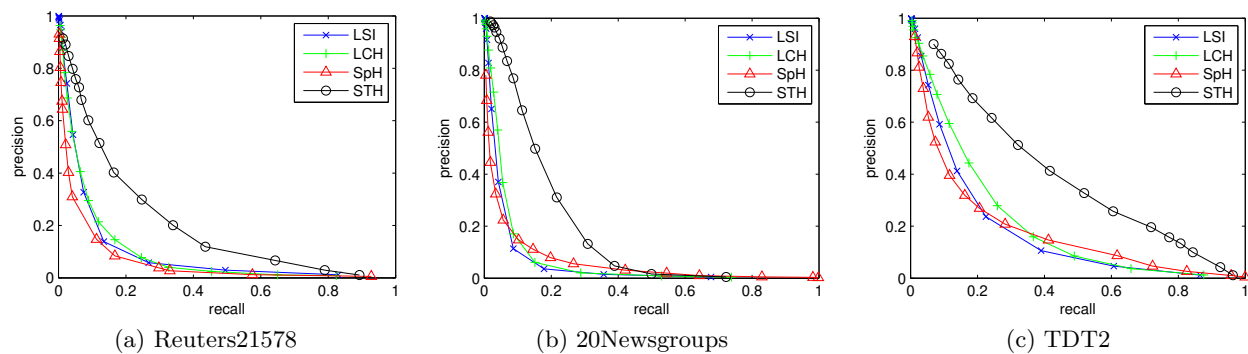 1
0.8
0.6
0.4
0.2
0
0 0.2 0.4 0.6 0.8 1
precision
recall
LSI
LCH
SpH
STH
(a) Reuters21578
1
0.8
0.6
0.4
0.2
0
0 0.2 0.4 0.6 0.8 1
precision
recall
LSI
LCH
SpH
STH
(b) 20Newsgroups
1
0.8
0.6
0.4
0.2
0
0 0.2 0.4 0.6 0.8 1
precision
recall
LSI
LCH
SpH
STH
(c) TDT2